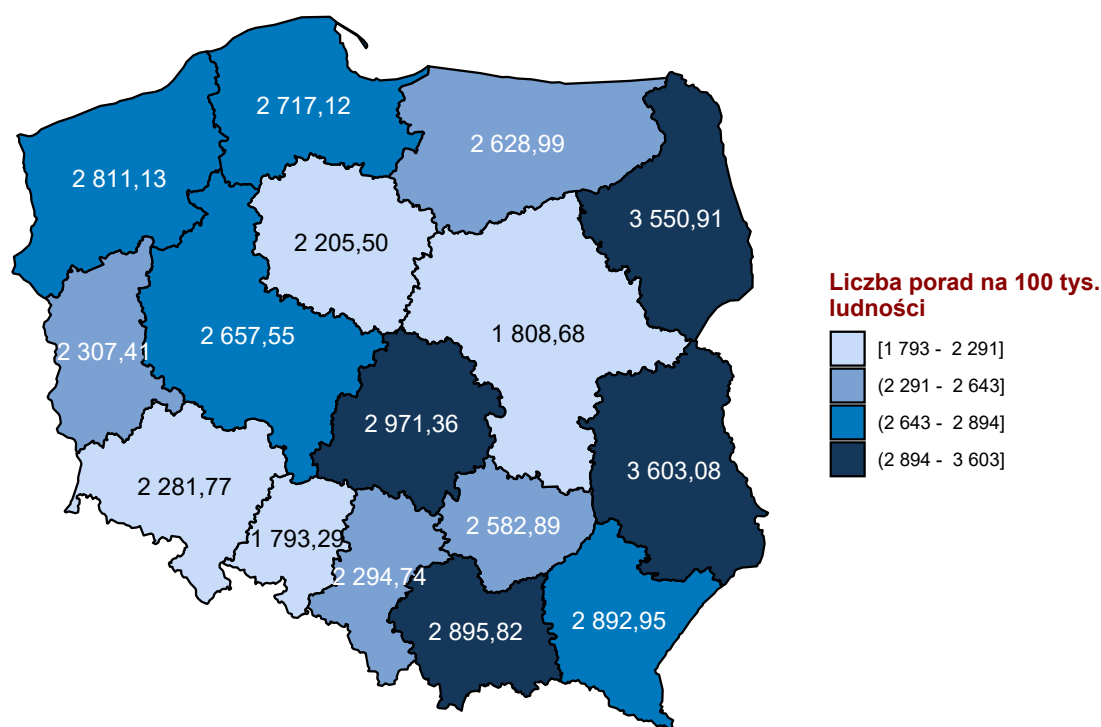 2 717,12
2 628,99
2 811,13
3 550,91
2 205,50
1 808,68
2 657,55
2 307,41
2 971,36
3 603,08
2 281,77
2 582,89
1 793,29
2 294,74
2 895,82
2 892,95
Liczba porad na 100 tys.
ludności
[1 793 - 2 291]
(2 291 - 2 643]
(2 643 - 2 894]
(2 894 - 3 603]